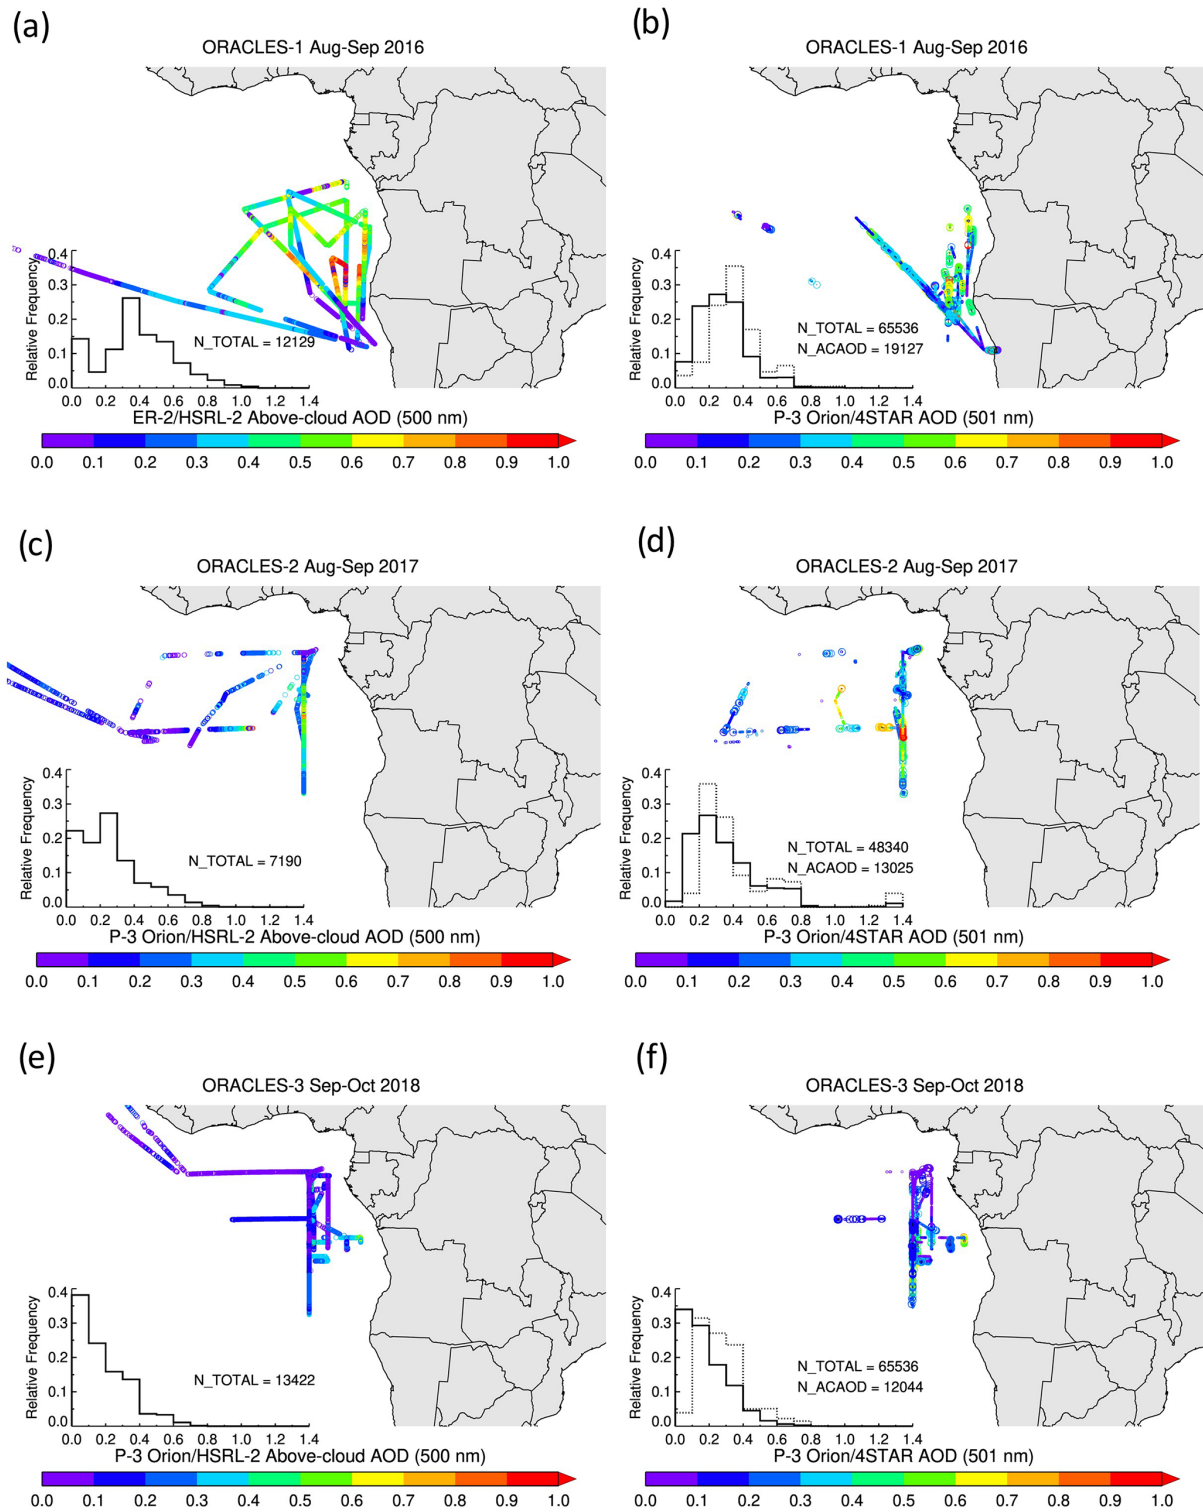 (a)
ORACLES-1 Aug-Sep 2016
Relative Frequency
0.4
0.3
0.2
0.1
0.0
N_TOTAL = 12129
0.0 0.2 0.4 0.6 0.8 1.0 1.2 1.4
ER-2/HSRL-2 Above-cloud AOD (500 nm)
0.0 0.1 0.2 0.3 0.4 0.5 0.6 0.7 0.8 0.9 1.0
(b)
ORACLES-1 Aug-Sep 2016
Relative Frequency
0.4
0.3
0.2
0.1
0.0
N_TOTAL = 65536
N_ACAOD = 19127
0.0 0.2 0.4 0.6 0.8 1.0 1.2 1.4
P-3 Orion/4STAR AOD (501 nm)
0.0 0.1 0.2 0.3 0.4 0.5 0.6 0.7 0.8 0.9 1.0
(c)
ORACLES-2 Aug-Sep 2017
Relative Frequency
0.4
0.3
0.2
0.1
0.0
N_TOTAL = 7190
0.0 0.2 0.4 0.6 0.8 1.0 1.2 1.4
P-3 Orion/HSRL-2 Above-cloud AOD (500 nm)
0.0 0.1 0.2 0.3 0.4 0.5 0.6 0.7 0.8 0.9 1.0
(d)
ORACLES-2 Aug-Sep 2017
Relative Frequency
0.4
0.3
0.2
0.1
0.0
N_TOTAL = 48340
N_ACAOD = 13025
0.0 0.2 0.4 0.6 0.8 1.0 1.2 1.4
P-3 Orion/4STAR AOD (501 nm)
0.0 0.1 0.2 0.3 0.4 0.5 0.6 0.7 0.8 0.9 1.0
(e)
ORACLES-3 Sep-Oct 2018
Relative Frequency
0.4
0.3
0.2
0.1
0.0
N_TOTAL = 13422
0.0 0.2 0.4 0.6 0.8 1.0 1.2 1.4
P-3 Orion/HSRL-2 Above-cloud AOD (500 nm)
0.0 0.1 0.2 0.3 0.4 0.5 0.6 0.7 0.8 0.9 1.0
(f)
ORACLES-3 Sep-Oct 2018
Relative Frequency
0.4
0.3
0.2
0.1
0.0
N_TOTAL = 65536
N_ACAOD = 12044
0.0 0.2 0.4 0.6 0.8 1.0 1.2 1.4
P-3 Orion/4STAR AOD (501 nm)
0.0 0.1 0.2 0.3 0.4 0.5 0.6 0.7 0.8 0.9 1.0